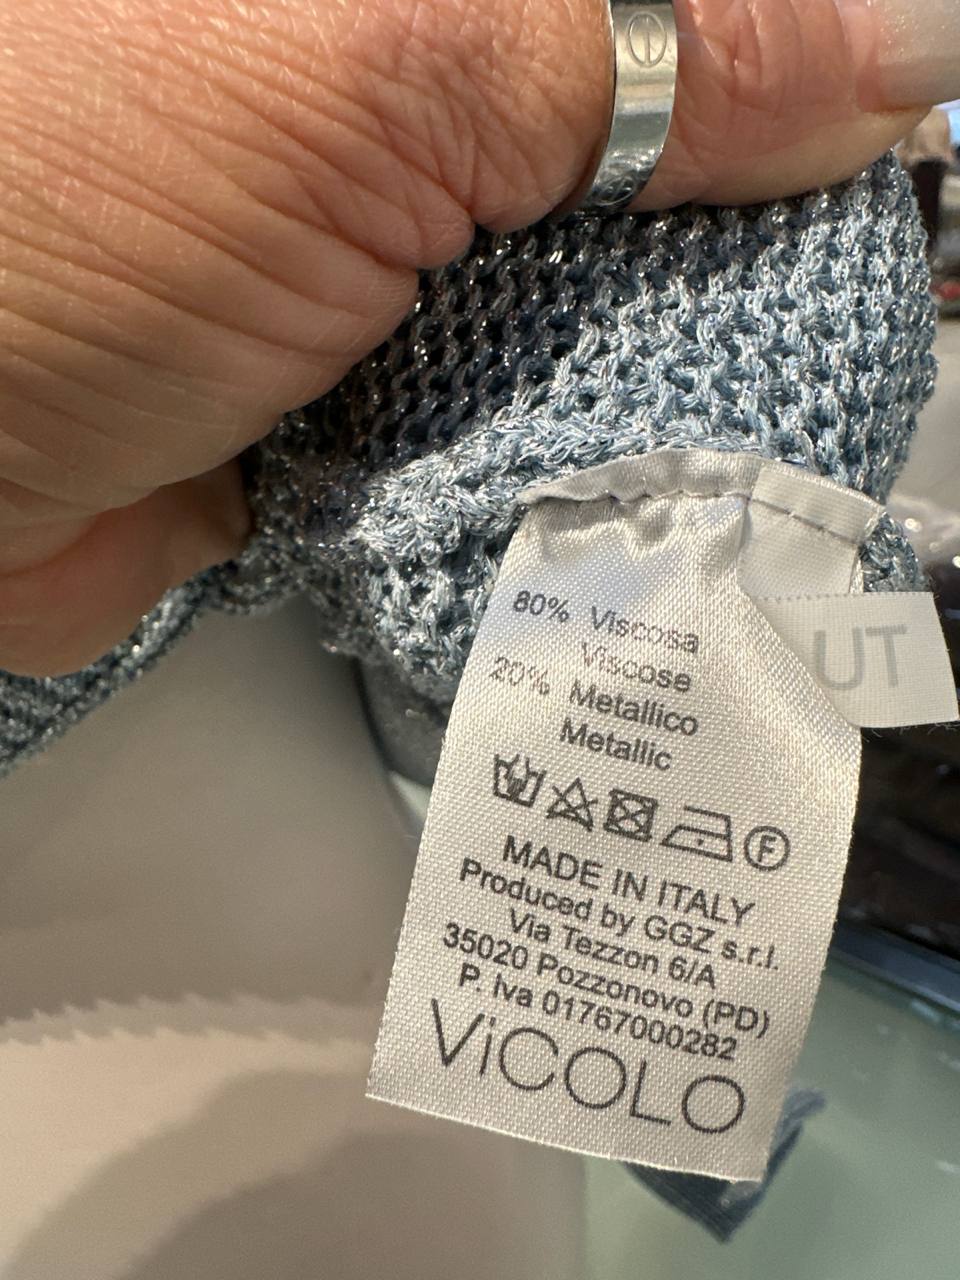 80% Viscosa
Viscose
20% Metallico
Metallic
F
MADE IN ITALY
Produced by GGZ s.r.l.
Via Tezzon 6/A
35020 Pozzonovo (PD)
P. Iva 01767000282
ViCOLO
UT